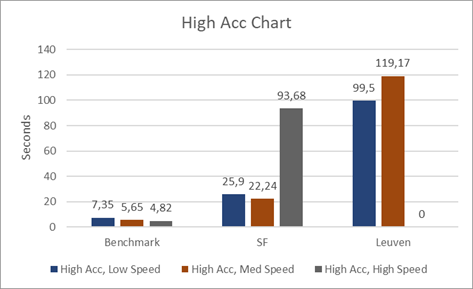 High Acc Chart
140
120
100
80
60
40
20
0
Seconds
7,35 5,65 4,82
25,9 22,24 93,68
99,5 119,17 0
Benchmark SF Leuven
High Acc, Low Speed High Acc, Med Speed High Acc, High Speed